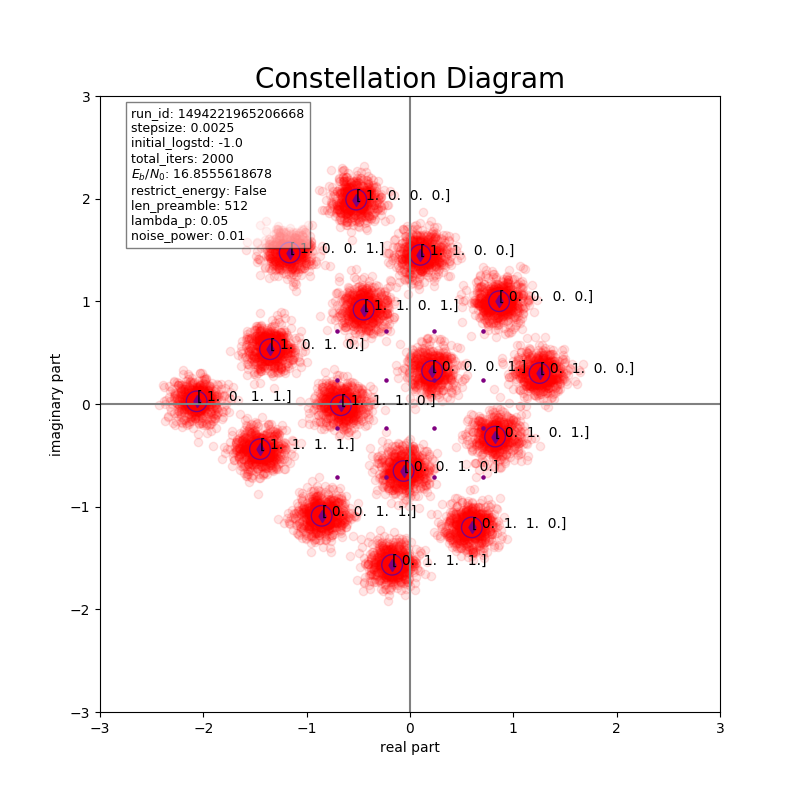 Constellation Diagram
run_id: 1494221965206668
stepsize: 0.0025
initial_logstd: -1.0
total_iters: 2000
E_b/N_0: 16.8555618678
restrict_energy: False
len_preamble: 512
lambda_p: 0.05
noise_power: 0.01
[ 1. 0. 0. 0.]
[ 1. 0. 0. 1.]
[ 1. 1. 0. 0.]
[ 1. 1. 0. 1.]
[ 0. 0. 0. 0.]
[ 1. 0. 1. 0.]
[ 0. 0. 0. 1.]
[ 0. 1. 0. 0.]
[ 1. 0. 1. 1.]
[ 1. 1. 1. 0.]
[ 0. 1. 0. 1.]
[ 1. 1. 1. 1.]
[ 0. 0. 1. 0.]
[ 0. 0. 1. 1.]
[ 0. 1. 1. 0.]
[ 0. 1. 1. 1.]
3
2
1
0
−1
−2
−3
imaginary part
−3 −2 −1 0 1 2 3
real part